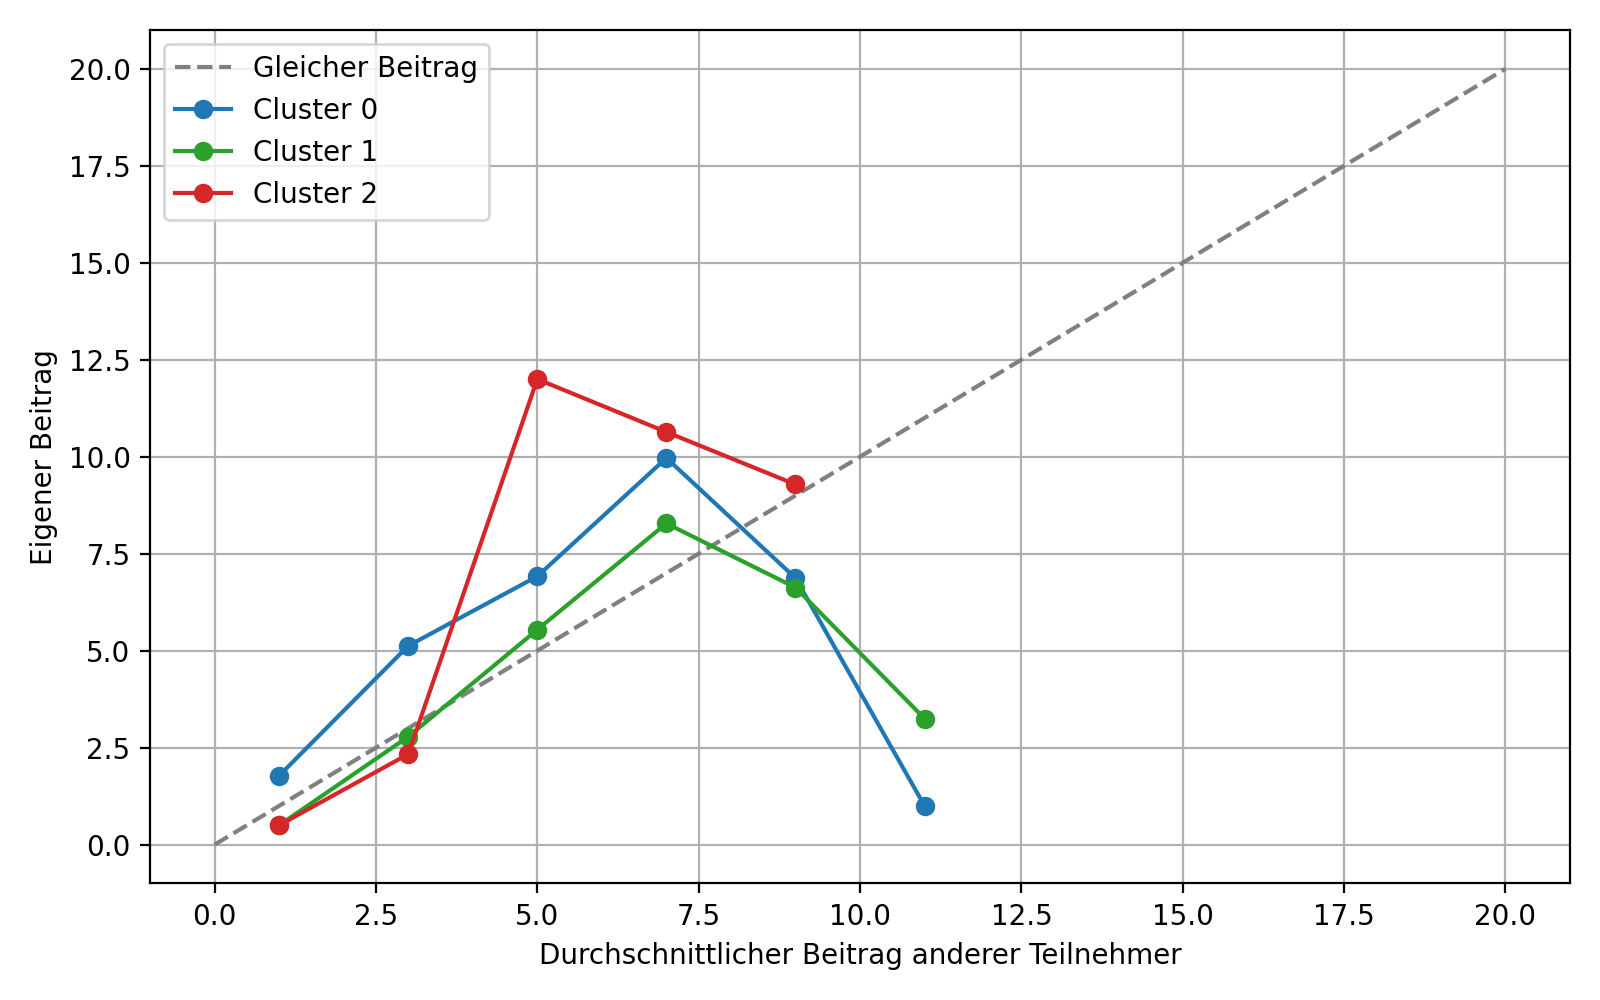 Gleicher Beitrag
Cluster 0
Cluster 1
Cluster 2
20.0
17.5
15.0
12.5
10.0
7.5
5.0
2.5
0.0
Eigener Beitrag
0.0 2.5 5.0 7.5 10.0 12.5 15.0 17.5 20.0
Durchschnittlicher Beitrag anderer Teilnehmer